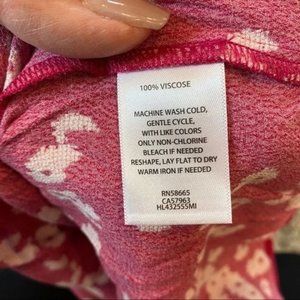 100% VISCOSE
MACHINE WASH COLD,
GENTLE CYCLE,
WITH LIKE COLORS
ONLY NON-CHLORINE
BLEACH IF NEEDED
RESHAPE, LAY FLAT TO DRY
WARM IRON IF NEEDED
RN58665
CA57963
HL432555MI